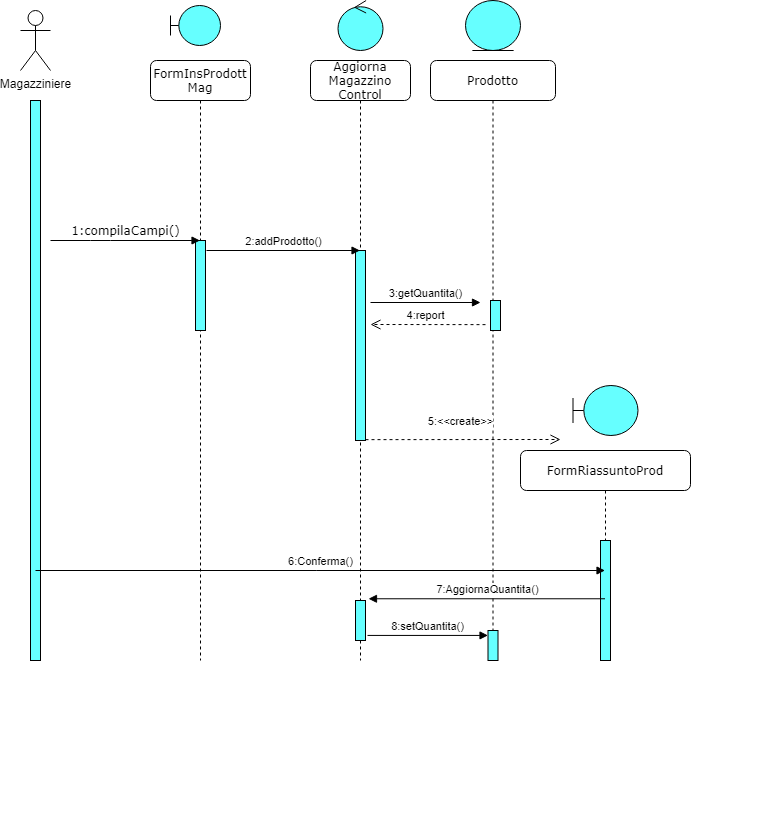 Magazziniere
FormInsProdott
Mag
Aggiorna
Magazzino
Control
Prodotto
1:compilaCampi()
2:addProdotto()
3:getQuantita()
4:report
5:<<create>>
FormRiassuntoProd
6:Conferma()
7:AggiornaQuantita()
8:setQuantita()